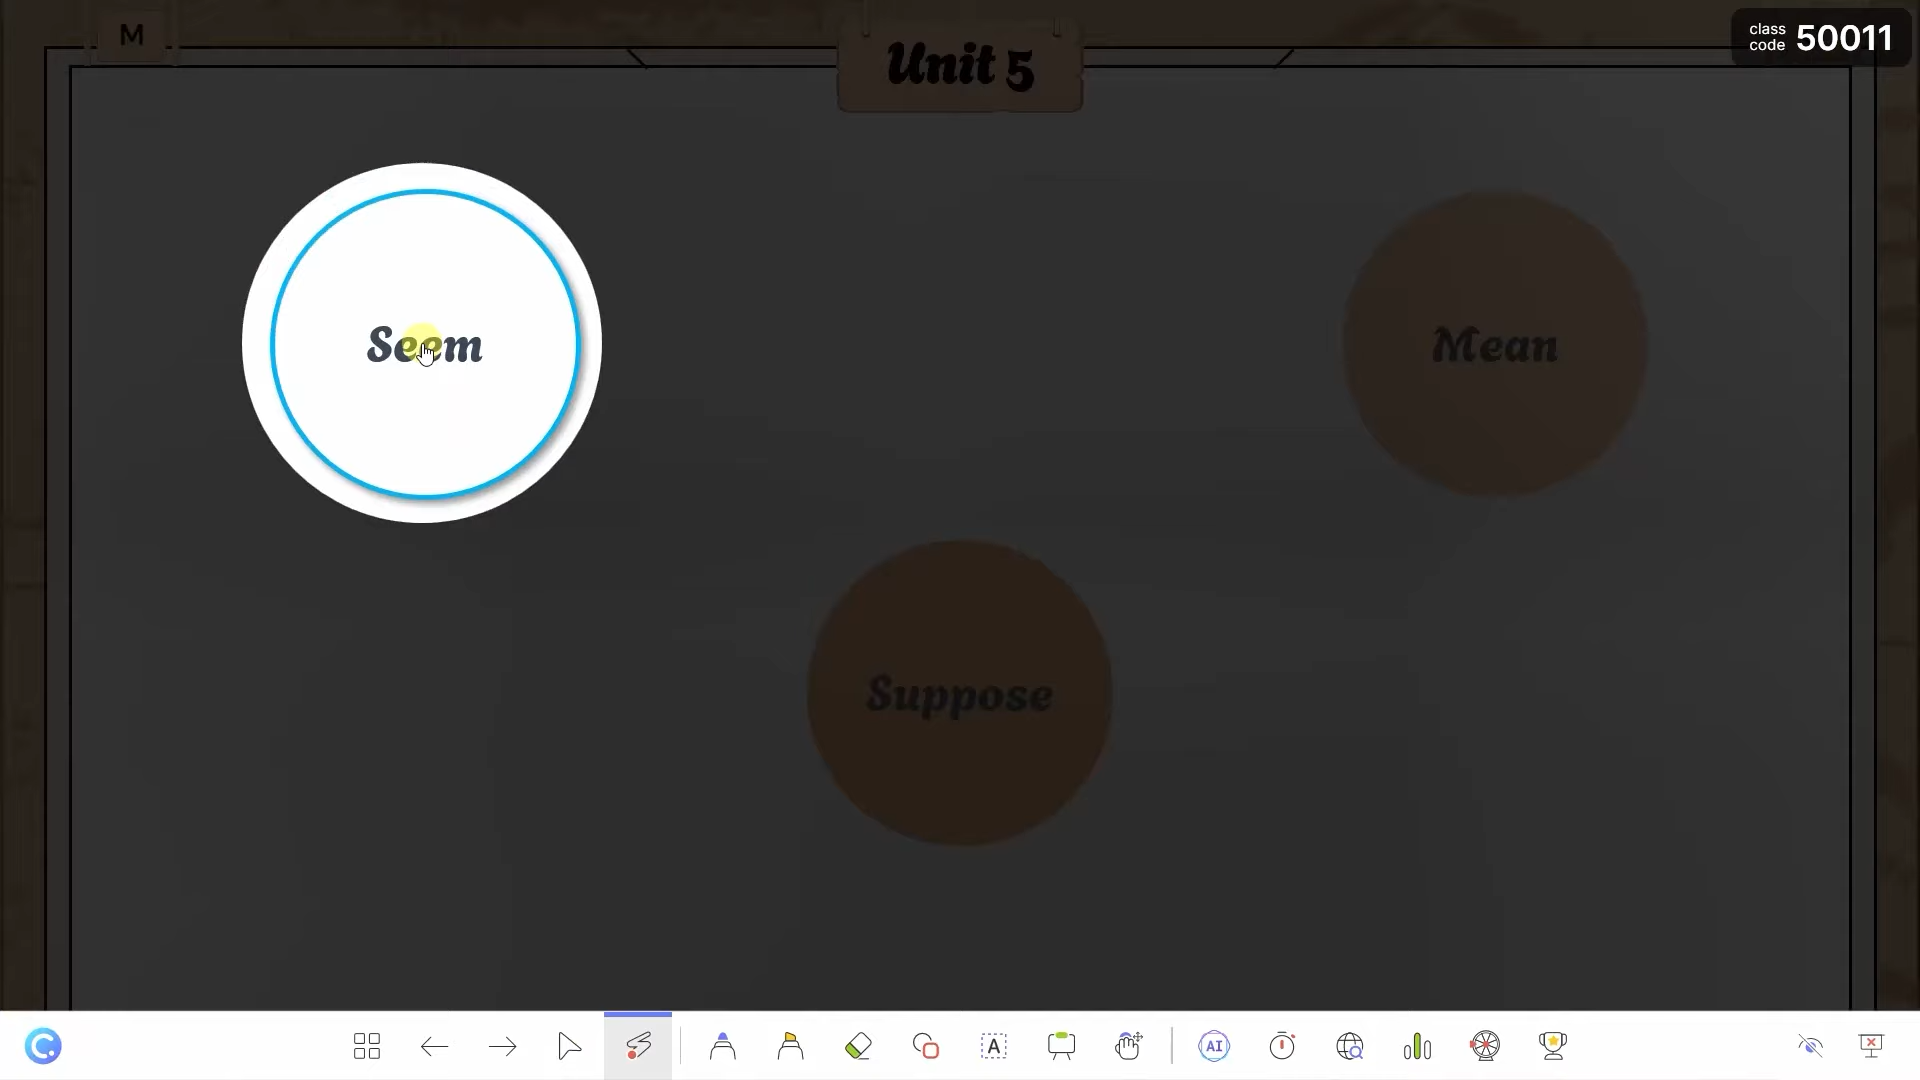 M
Unit 5
class
code 50011
Seem
Mean
Suppose
A
AI